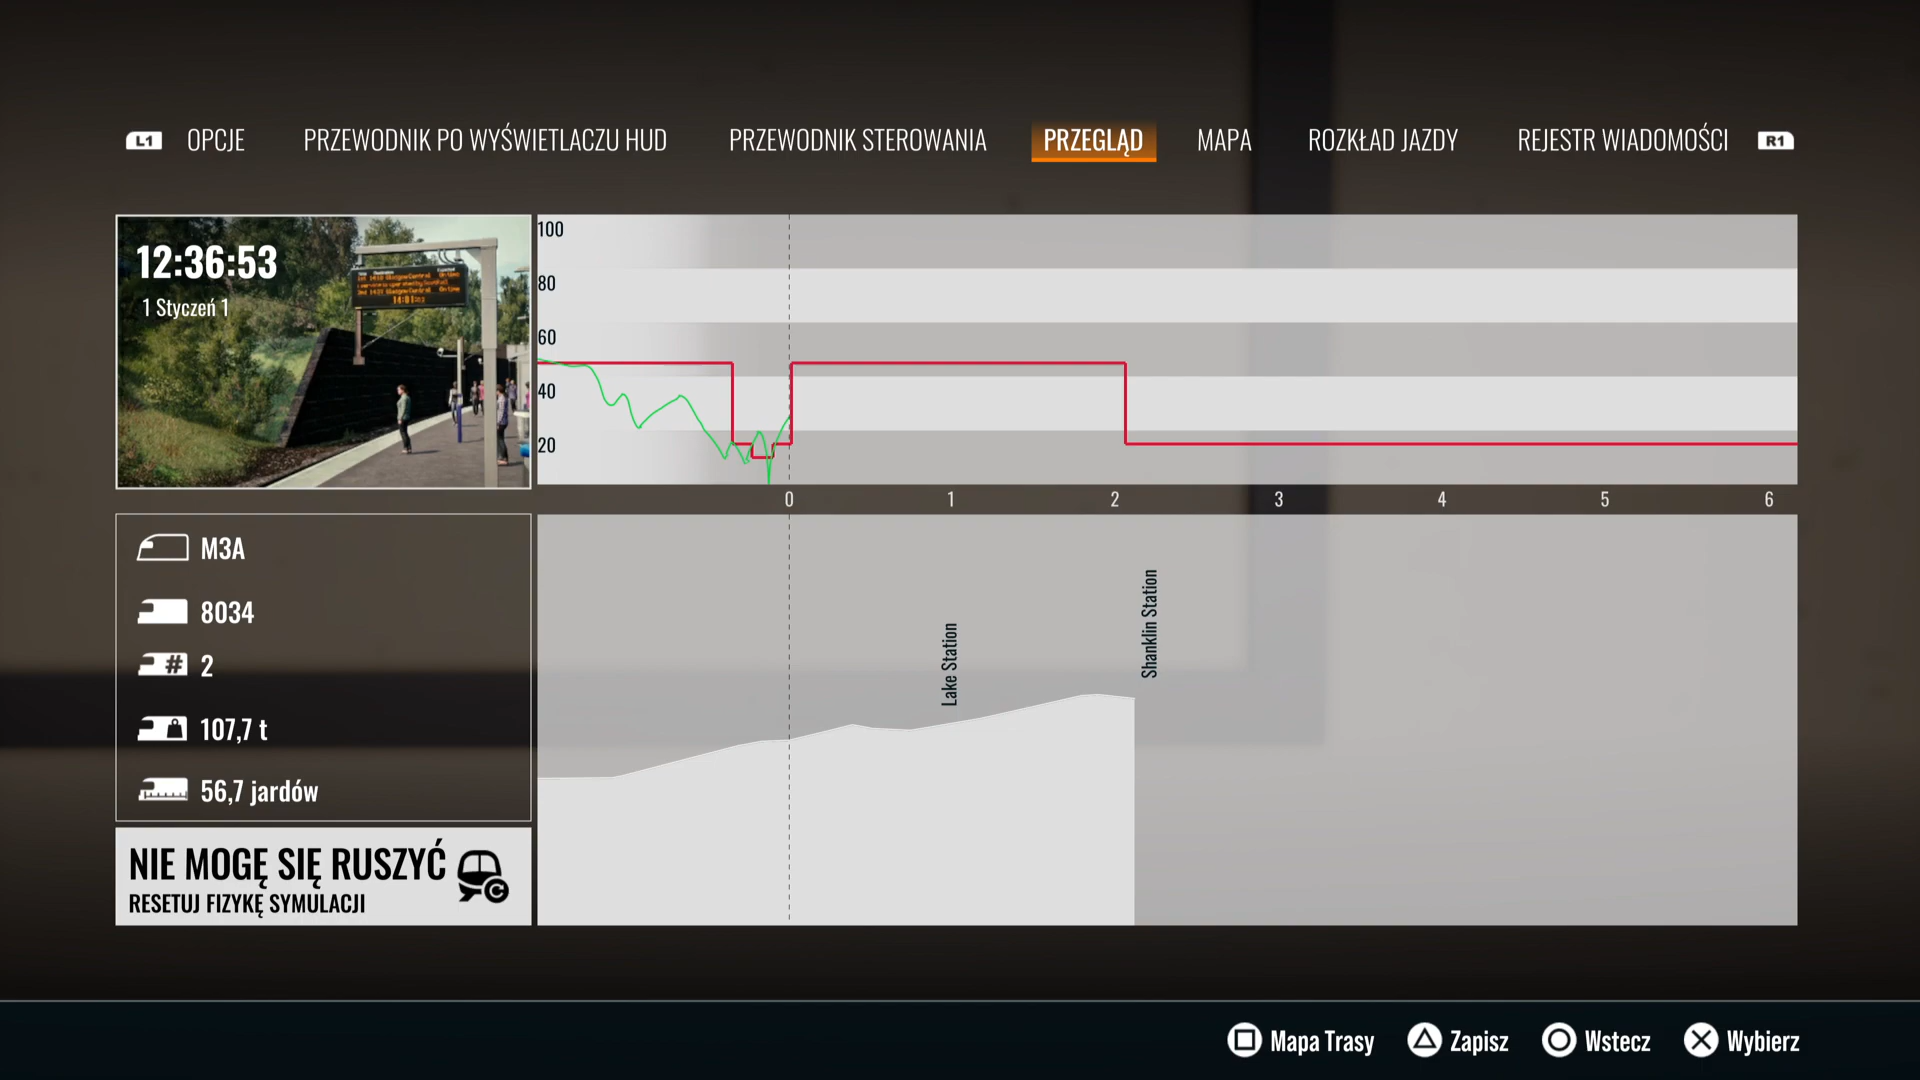 L1 OPCJE PRZEWODNIK PO WYŚWIETLACZU HUD PRZEWODNIK STEROWANIA PRZEGLĄD MAPA ROZKŁAD JAZDY REJESTR WIADOMOŚCI R1
12:36:53
1 Styczeń 1
100
80
60
40
20
0 1 2 3 4 5 6
M3A
8034
# 2
107,7 t
56,7 jardów
NIE MOGĘ SIĘ RUSZYĆ
RESETUJ FIZYKĘ SYMULACJI
Lake Station
Shanklin Station
Mapa Trasy Zapisz Wstecz Wybierz